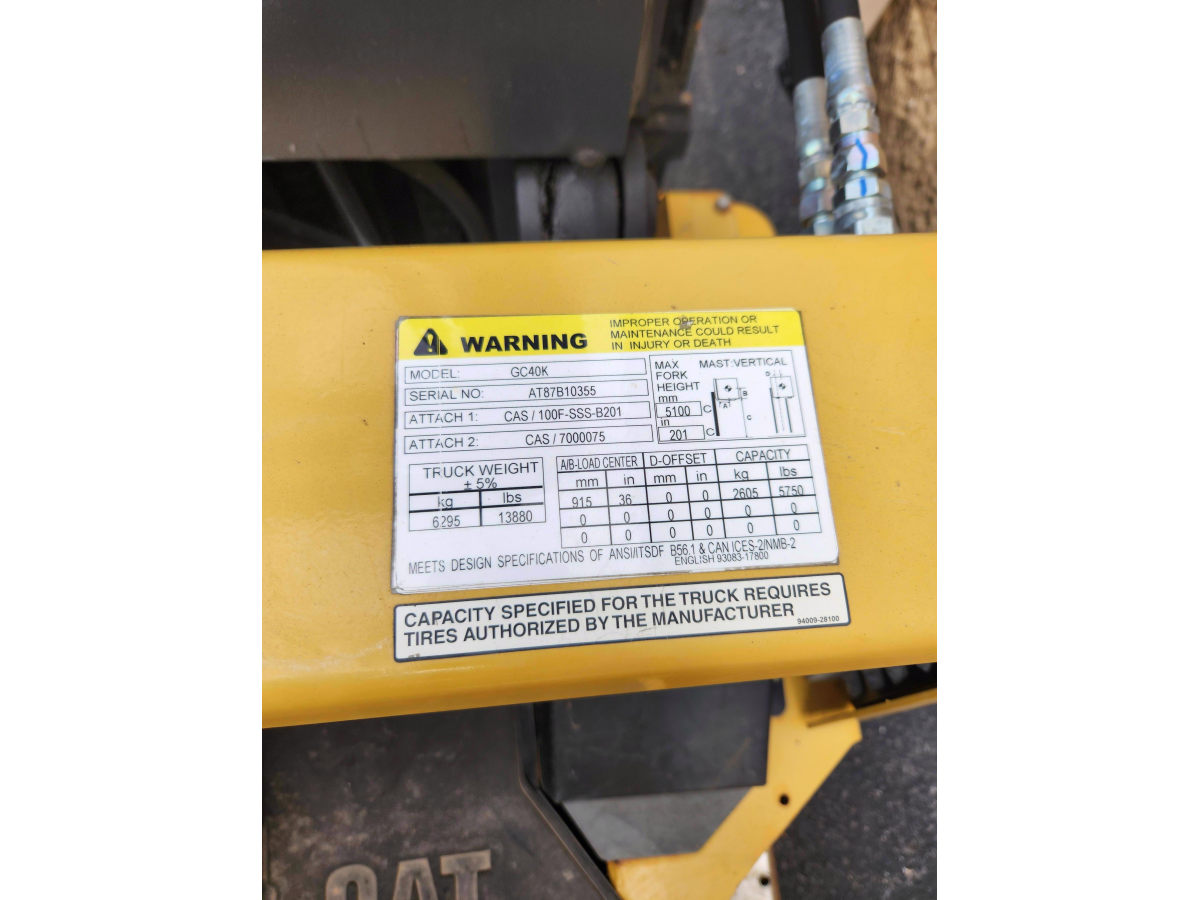 WARNING
IMPROPER OPERATION OR
MAINTENANCE COULD RESULT
IN INJURY OR DEATH
MODEL: GC40K
SERIAL NO: AT87B10355
ATTACH 1: CAS / 100F-SSS-B201
ATTACH 2: CAS / 7000075
MAX
FORK
HEIGHT
mm
5100
in
201
MAST:VERTICAL
D
B
A
C
C
C
TRUCK WEIGHT
± 5%
kg lbs
6295 13880
A/B-LOAD CENTER D-OFFSET CAPACITY
mm in mm in kg lbs
915 36 0 0 2605 5750
0 0 0 0 0 0
0 0 0 0 0 0
MEETS DESIGN SPECIFICATIONS OF ANSI/ITSDF B56.1 & CAN ICES-2/NMB-2
ENGLISH 93083-17800
CAPACITY SPECIFIED FOR THE TRUCK REQUIRES
TIRES AUTHORIZED BY THE MANUFACTURER
94009-28100
CAT